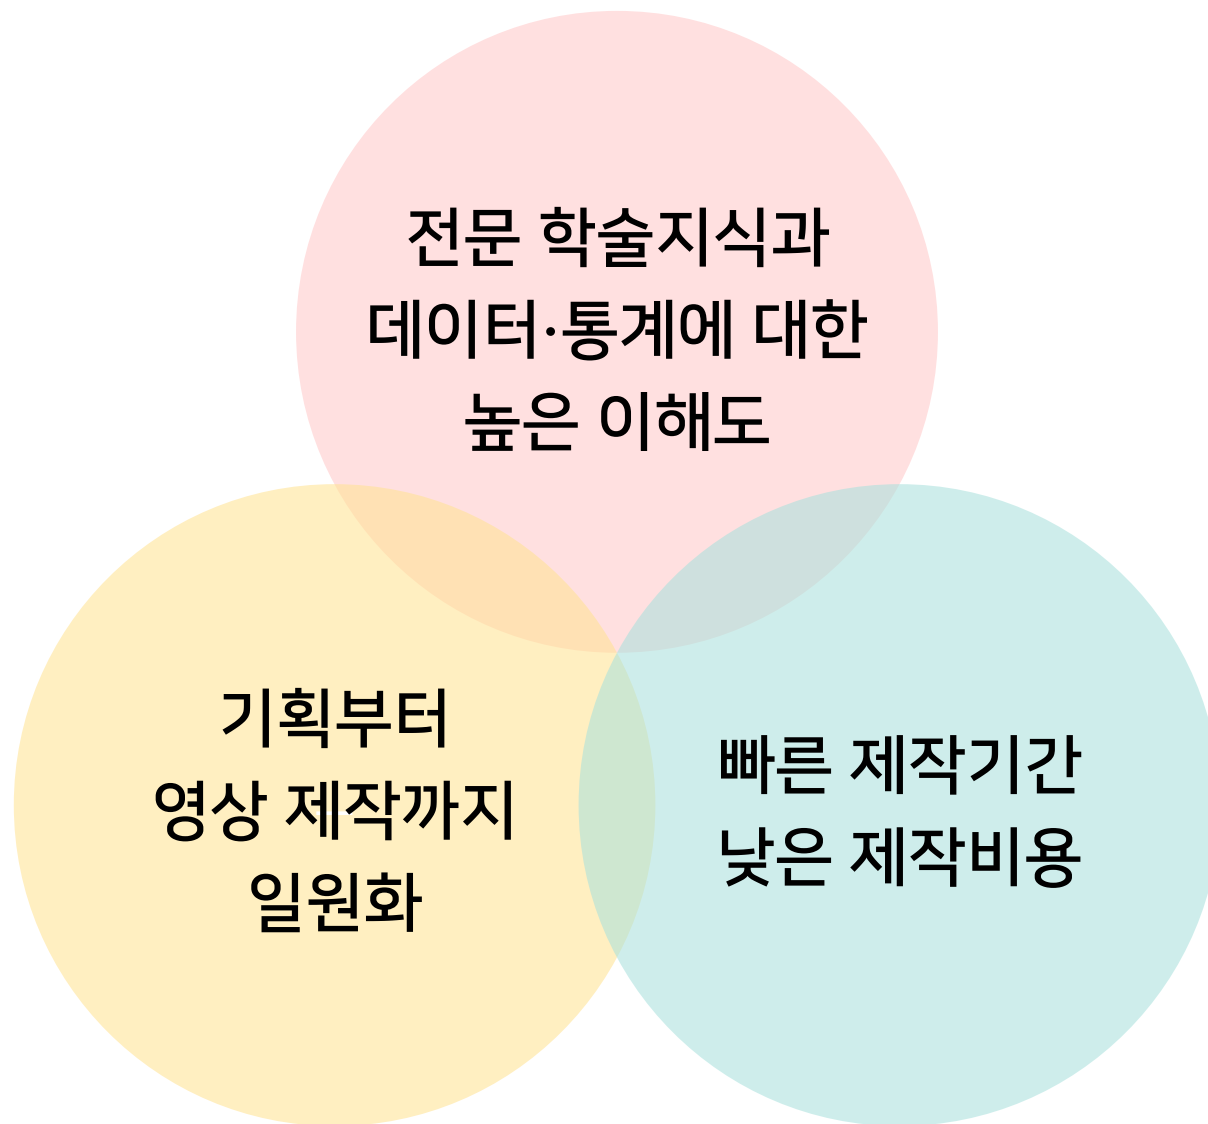 전문 학술지식과
데이터·통계에 대한
높은 이해도
기획부터
영상 제작까지
일원화
빠른 제작기간
낮은 제작비용